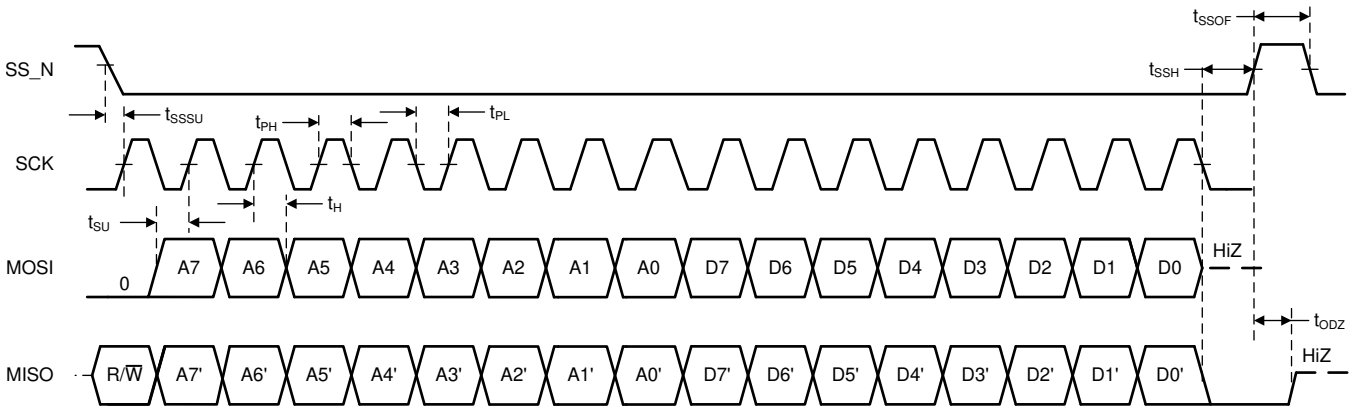 tSSOF
SS_N
tSSH
tSSSU
tPH
tPL
SCK
tSU
tH
MOSI
0 A7 A6 A5 A4 A3 A2 A1 A0 D7 D6 D5 D4 D3 D2 D1 D0 HiZ
tODZ
MISO
R/W̅ A7' A6' A5' A4' A3' A2' A1' A0' D7' D6' D5' D4' D3' D2' D1' D0' HiZ